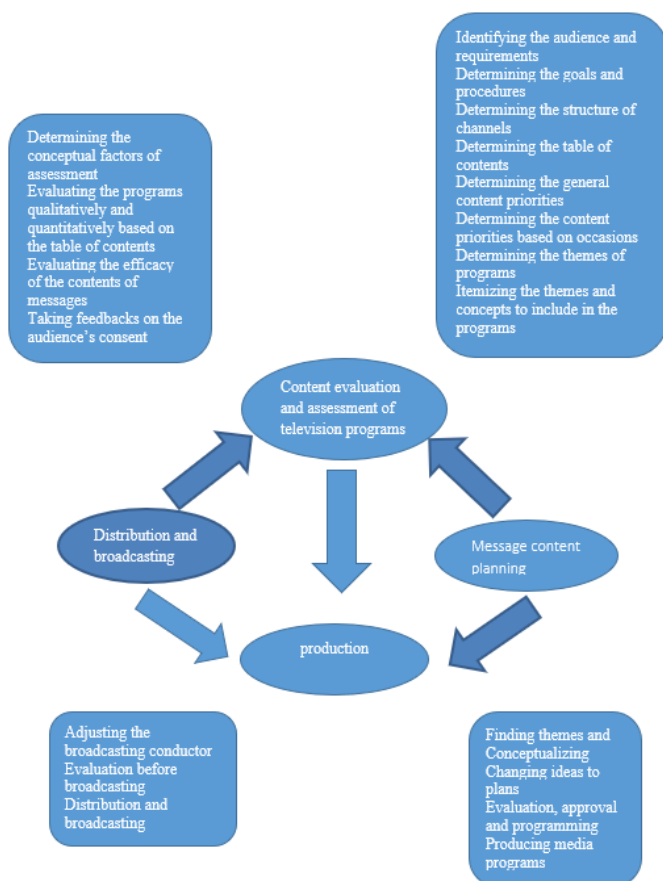 Identifying the audience and
requirements
Determining the goals and
procedures
Determining the structure of
channels
Determining the table of
contents
Determining the general
content priorities
Determining the content
priorities based on occasions
Determining the themes of
programs
Itemizing the themes and
concepts to include in the
programs
Determining the
conceptual factors of
assessment
Evaluating the programs
qualitatively and
quantitatively based on
the table of contents
Evaluating the efficacy
of the contents of
messages
Taking feedbacks on the
audience's consent
Content evaluation
and assessment of
television programs
Distribution and
broadcasting
Message content
planning
production
Adjusting the
broadcasting conductor
Evaluation before
broadcasting
Distribution and
broadcasting
Finding themes and
Conceptualizing
Changing ideas to
plans
Evaluation, approval
and programming
Producing media
programs